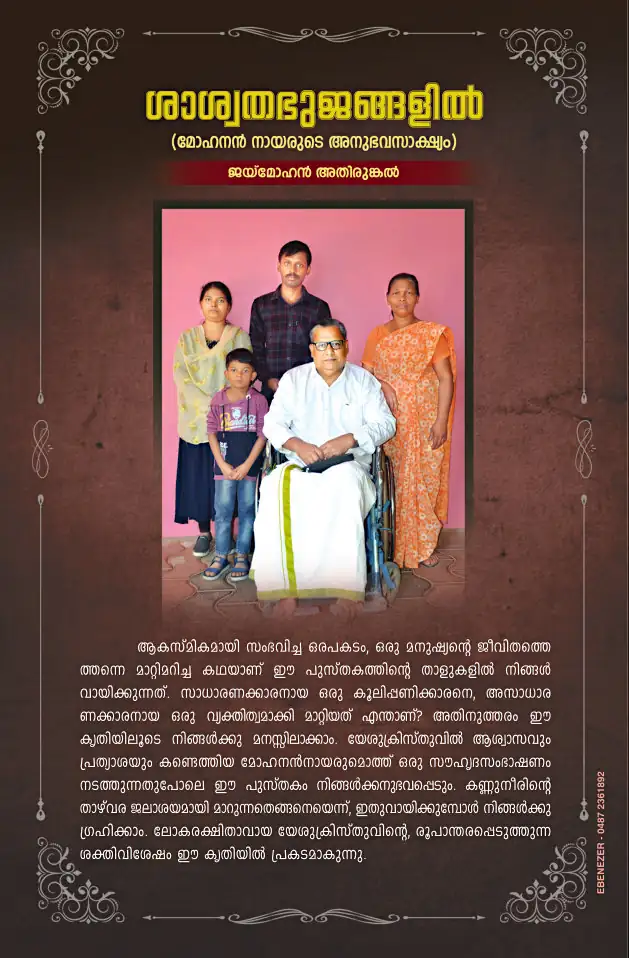 ശാശ്വതഭുജങ്ങളിൽ
(മോഹനൻ നായരുടെ അനുഭവസാക്ഷ്യം)
ജയ്മോഹൻ അതിരുങ്കൽ
ആകസ്മികമായി സംഭവിച്ച ഒരപകടം, ഒരു മനുഷ്യന്റെ ജീവിതത്തെ
ത്തന്നെ മാറ്റിമറിച്ച കഥയാണ് ഈ പുസ്തകത്തിന്റെ താളുകളിൽ നിങ്ങൾ
വായിക്കുന്നത്. സാധാരണക്കാരനായ ഒരു കൂലിപ്പണിക്കാരനെ, അസാധാര
ണക്കാരനായ ഒരു വ്യക്തിത്വമാക്കി മാറ്റിയത് എന്താണ്? അതിനുത്തരം ഈ
കൃതിയിലൂടെ നിങ്ങൾക്കു മനസ്സിലാക്കാം. യേശുക്രിസ്തുവിൽ ആശ്വാസവും
പ്രത്യാശയും കണ്ടെത്തിയ മോഹനൻനായരുമൊത്ത് ഒരു സൗഹൃദസംഭാഷണം
നടത്തുന്നതുപോലെ ഈ പുസ്തകം നിങ്ങൾക്കനുഭവപ്പെടും. കണ്ണുനീരിന്റെ
താഴ്‌വര ജലാശയമായി മാറുന്നതെങ്ങനെയെന്ന്, ഇതുവായിക്കുമ്പോൾ നിങ്ങൾക്കു
ഗ്രഹിക്കാം. ലോകരക്ഷിതാവായ യേശുക്രിസ്തുവിന്റെ, രൂപാന്തരപ്പെടുത്തുന്ന
ശക്തിവിശേഷം ഈ കൃതിയിൽ പ്രകടമാകുന്നു.
EBENEZER - 0487 2361892